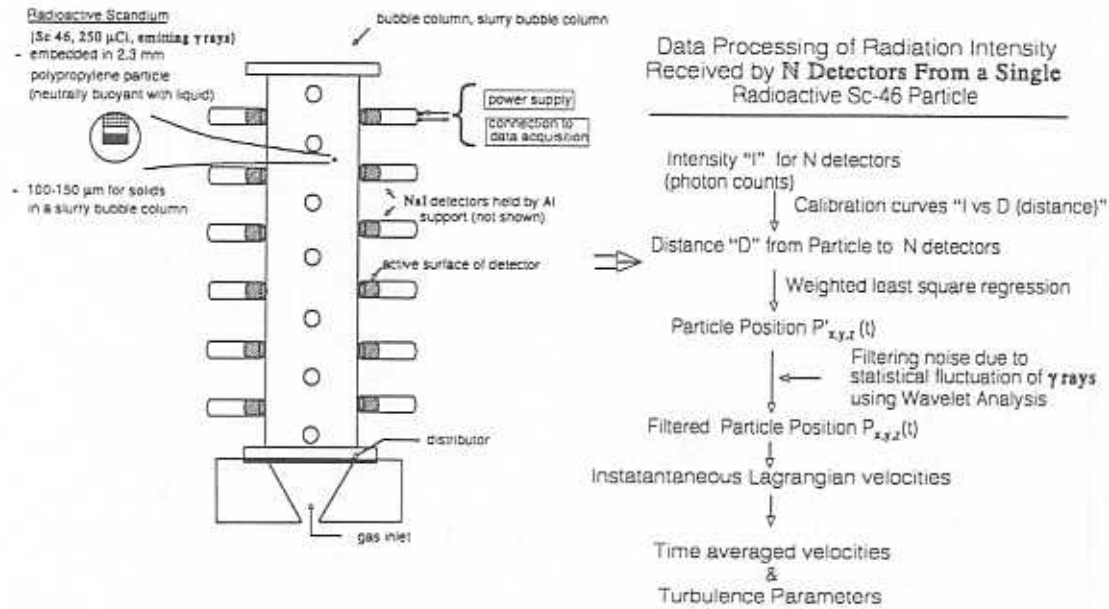 Radioactive Scandium
(Sc 46, 250 μCi, emitting γ rays)
- embedded in 2.3 mm
polypropylene particle
(neutrally buoyant with liquid)
- 100-150 μm for solids
in a slurry bubble column
bubble column, slurry bubble column
power supply
connection to
data acquisition
NaI detectors held by Al
support (not shown)
active surface of detector
distributor
gas inlet
Data Processing of Radiation Intensity
Received by N Detectors From a Single
Radioactive Sc-46 Particle
Intensity "I" for N detectors
(photon counts)
Calibration curves "I vs D (distance)"
Distance "D" from Particle to N detectors
Weighted least square regression
Particle Position P'x,y,z (t)
Filtering noise due to
statistical fluctuation of γ rays
using Wavelet Analysis
Filtered Particle Position Px,y,z(t)
Instatantaneous Lagrangian velocities
Time averaged velocities
&
Turbulence Parameters